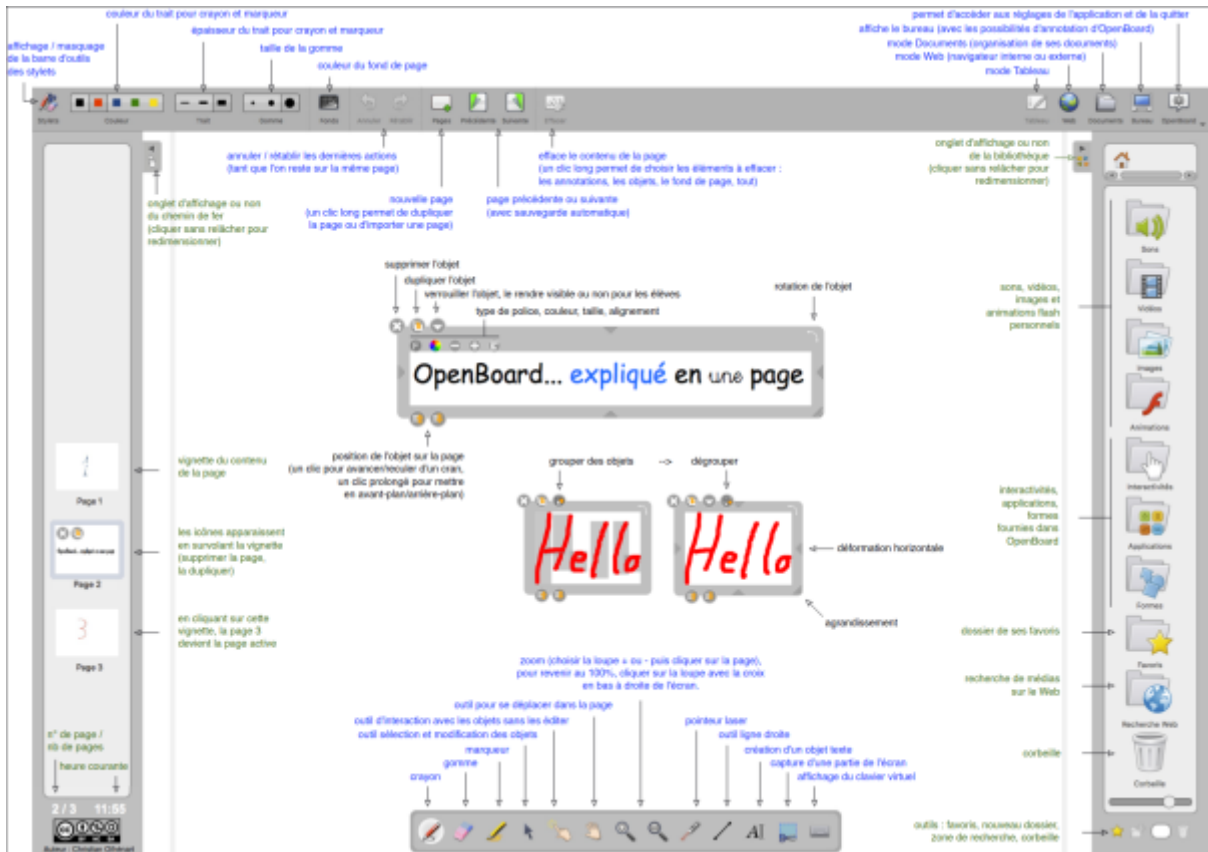 couleur du trait pour crayon et marqueur
épaisseur du trait pour crayon et marqueur
taille de la gomme
couleur du fond de page
affichage / masquage
de la barre d'outils
des stylets
permet d'accéder aux réglages de l'application et de la quitter
affiche le bureau (avec les possibilités d'annotation d'OpenBoard)
mode Documents (organisation de ses documents)
mode Web (navigateur interne ou externe)
mode Tableau
Stylets
Couleur
Trait
Gomme
Fonds
Annuler
Rétablir
Pages
Précédente
Suivante
Effacer
Tableau
Web
Documents
Bureau
OpenBoard
annuler / rétablir les dernières actions
(tant que l'on reste sur la même page)
efface le contenu de la page
(un clic long permet de choisir les éléments à effacer :
les annotations, les objets, le fond de page, tout)
onglet d'affichage ou non
de la bibliothèque
(cliquer sans relâcher pour
redimensionner)
nouvelle page
(un clic long permet de dupliquer
la page ou d'importer une page)
page précédente ou suivante
(avec sauvegarde automatique)
onglet d'affichage ou non
du chemin de fer
(cliquer sans relâcher pour
redimensionner)
supprimer l'objet
dupliquer l'objet
verrouiller l'objet, le rendre visible ou non pour les élèves
type de police, couleur, taille, alignement
rotation de l'objet
OpenBoard... expliqué en une page
position de l'objet sur la page
(un clic pour avancer/reculer d'un cran,
un clic prolongé pour mettre
en avant-plan/arrière-plan)
grouper des objets --> dégrouper
Hello
Hello
déformation horizontale
agrandissement
1
Page 1
Page 2
3
Page 3
vignette du contenu
de la page
les icônes apparaissent
en survolant la vignette
(supprimer la page,
la dupliquer)
en cliquant sur cette
vignette, la page 3
devient la page active
n° de page /
nb de pages
heure courante
2 / 3 11:55
Auteur : Christian Othérant
sons, vidéos,
images et
animations flash
personnels
interactivités,
applications,
formes
fournies dans
OpenBoard
dossier de ses favoris
recherche de médias
sur le Web
corbeille
outils : favoris, nouveau dossier,
zone de recherche, corbeille
Sons
Vidéos
Images
Animations
Interactivités
Applications
Formes
Favoris
Recherche Web
Corbeille
zoom (choisir la loupe + ou - puis cliquer sur la page),
pour revenir au 100%, cliquer sur la loupe avec la croix
en bas à droite de l'écran.
outil pour se déplacer dans la page
outil d'interaction avec les objets sans les éditer
outil sélection et modification des objets
marqueur
gomme
crayon
pointeur laser
outil ligne droite
création d'un objet texte
capture d'une partie de l'écran
affichage du clavier virtuel